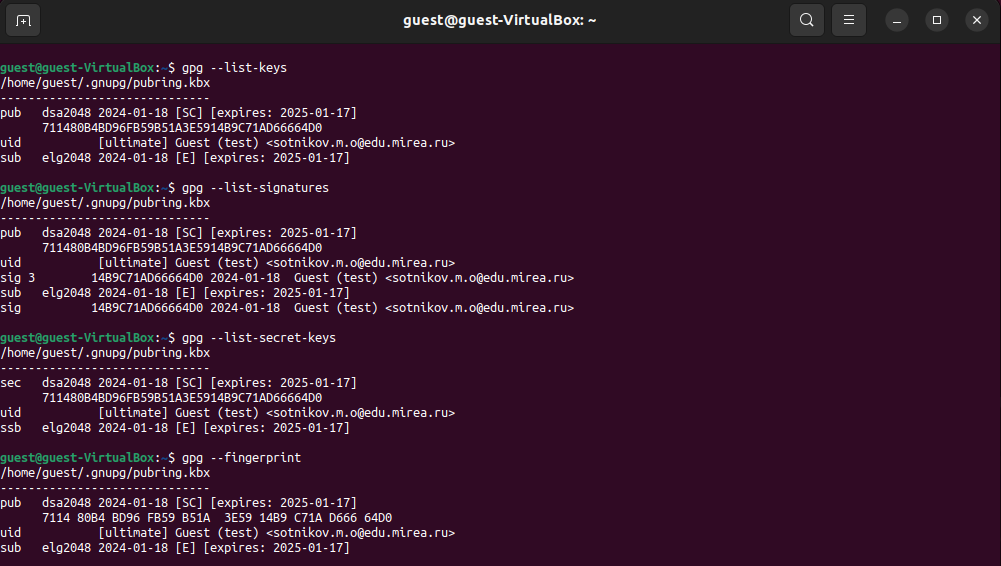 guest@guest-VirtualBox: ~
guest@guest-VirtualBox:~$ gpg --list-keys
/home/guest/.gnupg/pubring.kbx
------------------------------
pub   dsa2048 2024-01-18 [SC] [expires: 2025-01-17]
      711480B4BD96FB59B51A3E5914B9C71AD66664D0
uid           [ultimate] Guest (test) <sotnikov.m.o@edu.mirea.ru>
sub   elg2048 2024-01-18 [E] [expires: 2025-01-17]
guest@guest-VirtualBox:~$ gpg --list-signatures
/home/guest/.gnupg/pubring.kbx
------------------------------
pub   dsa2048 2024-01-18 [SC] [expires: 2025-01-17]
      711480B4BD96FB59B51A3E5914B9C71AD66664D0
uid           [ultimate] Guest (test) <sotnikov.m.o@edu.mirea.ru>
sig 3        14B9C71AD66664D0 2024-01-18  Guest (test) <sotnikov.m.o@edu.mirea.ru>
sub   elg2048 2024-01-18 [E] [expires: 2025-01-17]
sig          14B9C71AD66664D0 2024-01-18  Guest (test) <sotnikov.m.o@edu.mirea.ru>
guest@guest-VirtualBox:~$ gpg --list-secret-keys
/home/guest/.gnupg/pubring.kbx
------------------------------
sec   dsa2048 2024-01-18 [SC] [expires: 2025-01-17]
      711480B4BD96FB59B51A3E5914B9C71AD66664D0
uid           [ultimate] Guest (test) <sotnikov.m.o@edu.mirea.ru>
ssb   elg2048 2024-01-18 [E] [expires: 2025-01-17]
guest@guest-VirtualBox:~$ gpg --fingerprint
/home/guest/.gnupg/pubring.kbx
------------------------------
pub   dsa2048 2024-01-18 [SC] [expires: 2025-01-17]
      7114 80B4 BD96 FB59 B51A  3E59 14B9 C71A D666 64D0
uid           [ultimate] Guest (test) <sotnikov.m.o@edu.mirea.ru>
sub   elg2048 2024-01-18 [E] [expires: 2025-01-17]